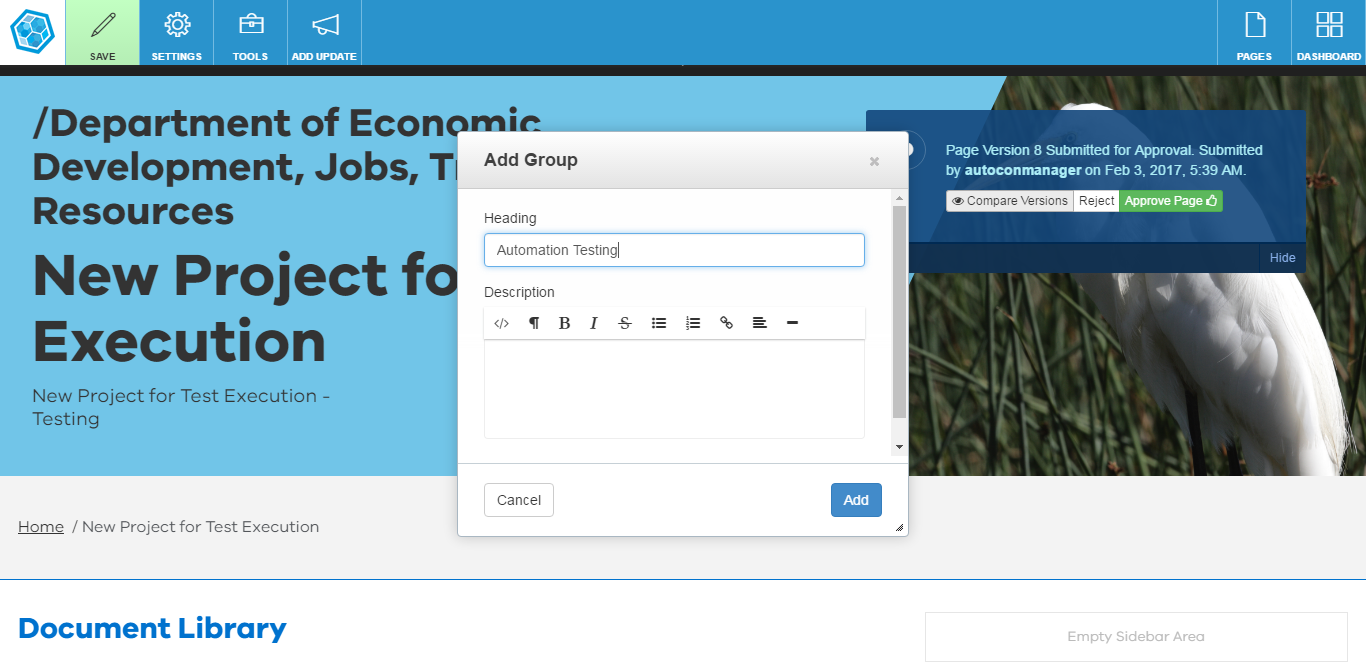 SAVE
SETTINGS
TOOLS
ADD UPDATE
PAGES
DASHBOARD
/Department of Economic
Development, Jobs, T
Resources
New Project fo
Execution
New Project for Test Execution -
Testing
Page Version 8 Submitted for Approval. Submitted
by autoconmanager on Feb 3, 2017, 5:39 AM.
Compare Versions
Reject
Approve Page
Hide
Add Group
×
Heading
Automation Testing
Description
</> ¶ B I S
Cancel
Add
Home / New Project for Test Execution
Document Library
Empty Sidebar Area